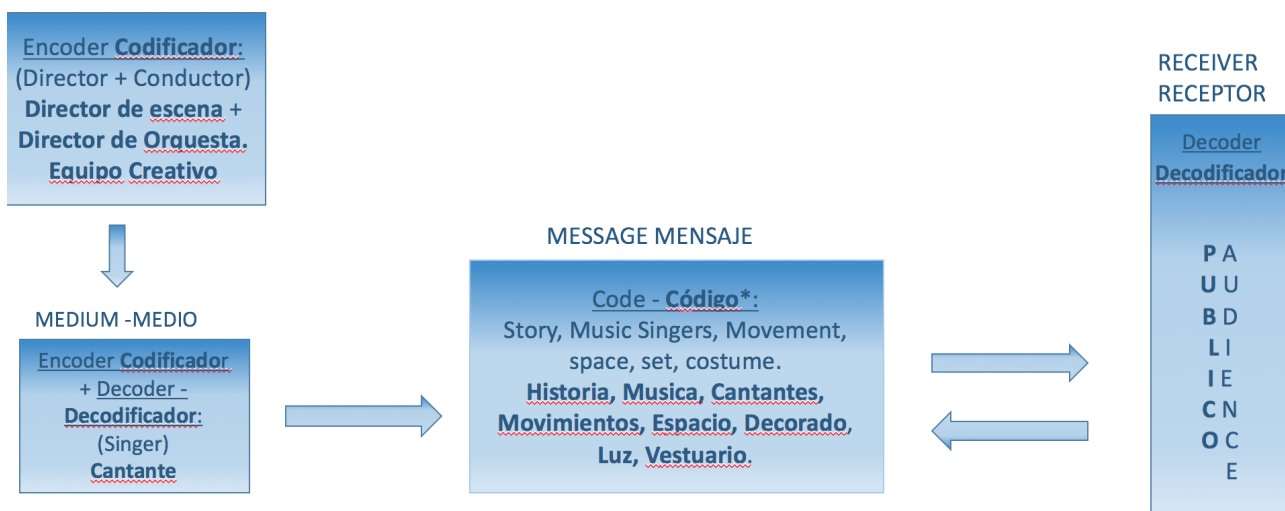 Encoder Codificador:
(Director + Conductor)
Director de escena +
Director de Orquesta.
Equipo Creativo
MEDIUM -MEDIO
Encoder Codificador
+ Decoder -
Decodificador:
(Singer)
Cantante
MESSAGE MENSAJE
Code - Código*:
Story, Music Singers, Movement,
space, set, costume.
Historia, Musica, Cantantes,
Movimientos, Espacio, Decorado,
Luz, Vestuario.
RECEIVER
RECEPTOR
Decoder
Decodificador
P A
U U
B D
L I
I E
C N
O C
E